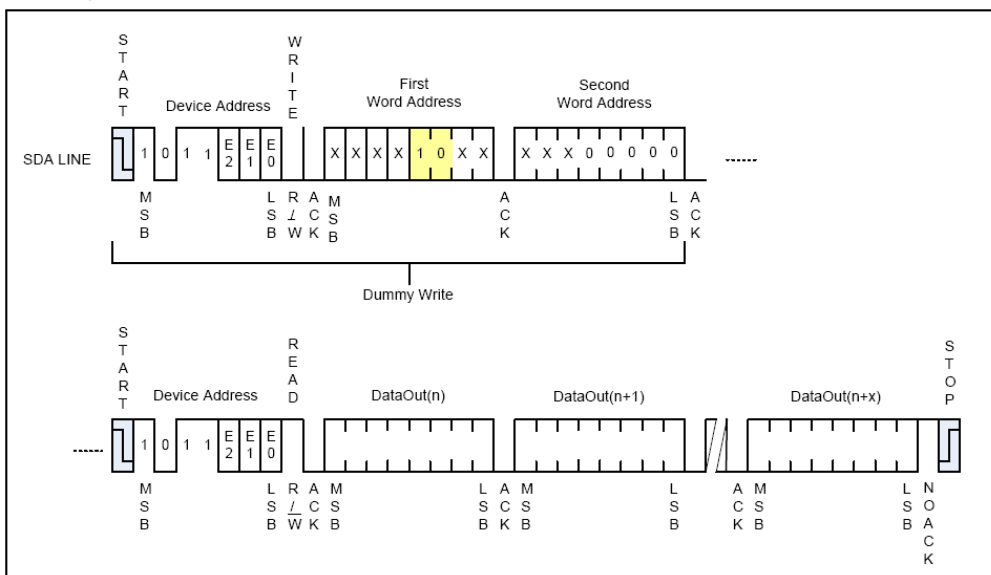 START
WRITE
Device Address
First
Word Address
Second
Word Address
SDA LINE
1 0 1 1 E2 E1 E0
X X X X 1 0 X X
X X X 0 0 0 0 0
------
MSB
LSB
R/W
ACK
MSB
ACK
LSB
ACK
Dummy Write
START
READ
STOP
Device Address
DataOut(n)
DataOut(n+1)
DataOut(n+x)
------
1 0 1 1 E2 E1 E0
MSB
LSB
R/W
ACK
MSB
LSB
ACK
MSB
LSB
ACK
MSB
LSB
NOACK